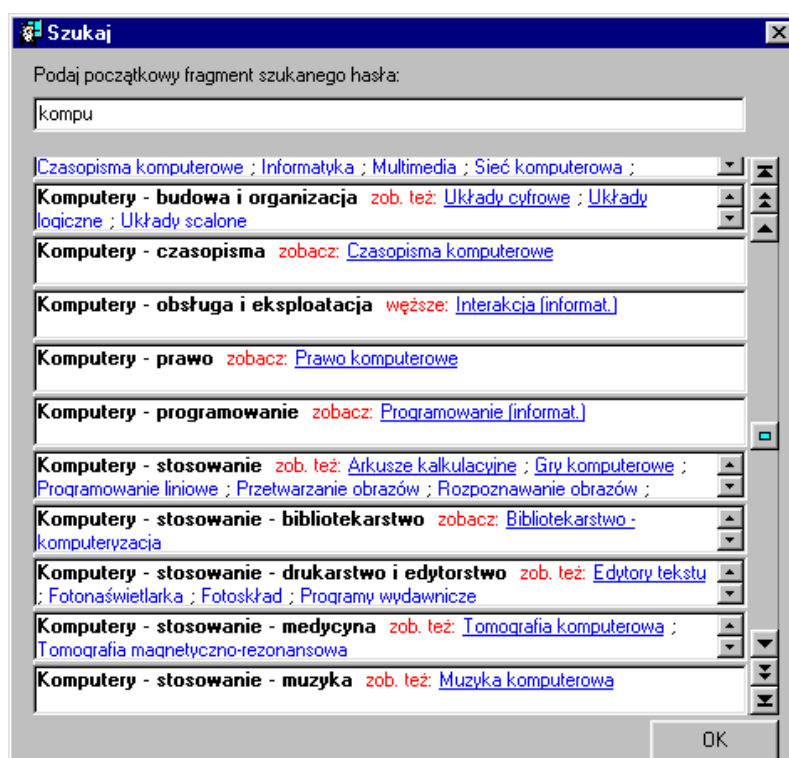 Szukaj
Podaj początkowy fragment szukanego hasła:
kompu
Czasopisma komputerowe ; Informatyka ; Multimedia ; Sieć komputerowa ;
Komputery - budowa i organizacja zob. też: Układy cyfrowe ; Układy
logiczne ; Układy scalone
Komputery - czasopisma zobacz: Czasopisma komputerowe
Komputery - obsługa i eksploatacja węższe: Interakcja (informat.)
Komputery - prawo zobacz: Prawo komputerowe
Komputery - programowanie zobacz: Programowanie (informat.)
Komputery - stosowanie zob. też: Arkusze kalkulacyjne ; Gry komputerowe ;
Programowanie liniowe ; Przetwarzanie obrazów ; Rozpoznawanie obrazów ;
Komputery - stosowanie - bibliotekarstwo zobacz: Bibliotekarstwo -
komputeryzacja
Komputery - stosowanie - drukarstwo i edytorstwo zob. też: Edytory tekstu
; Fotonaświetlarka ; Fotoskład ; Programy wydawnicze
Komputery - stosowanie - medycyna zob. też: Tomografia komputerowa ;
Tomografia magnetyczno-rezonansowa
Komputery - stosowanie - muzyka zob. też: Muzyka komputerowa
OK